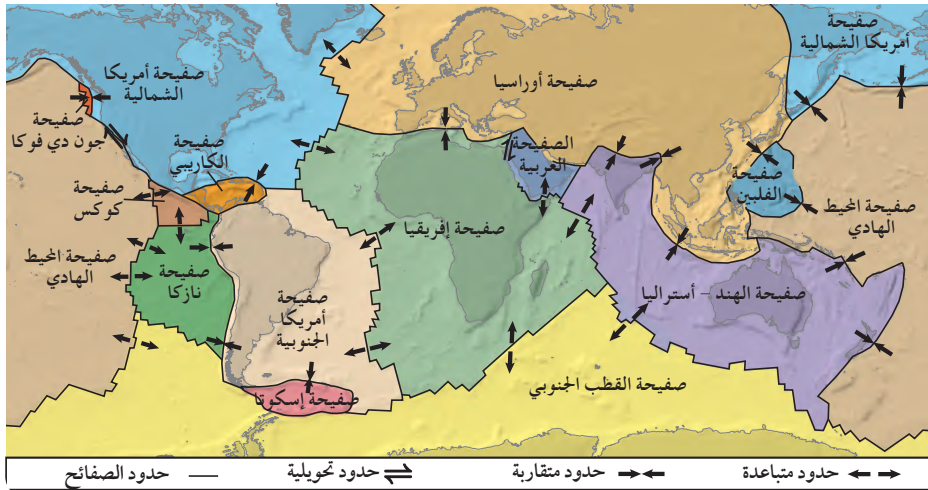 صفيحة
أمريكا الشمالية
صفيحة أوراسيا
صفيحة أمريكا
الشمالية
صفيحة
جون دي فوكا
صفيحة
الكاريبي
الصفيحة
العربية
صفيحة
الفلبين
صفيحة
كوكس
صفيحة المحيط
الهادي
صفيحة إفريقيا
صفيحة المحيط
الهادي
صفيحة
نازكا
صفيحة
أمريكا
الجنوبية
صفيحة الهند – أستراليا
صفيحة القطب الجنوبي
صفيحة إسكوتا
حدود متباعدة
حدود متقاربة
حدود تحويلية
حدود الصفائح